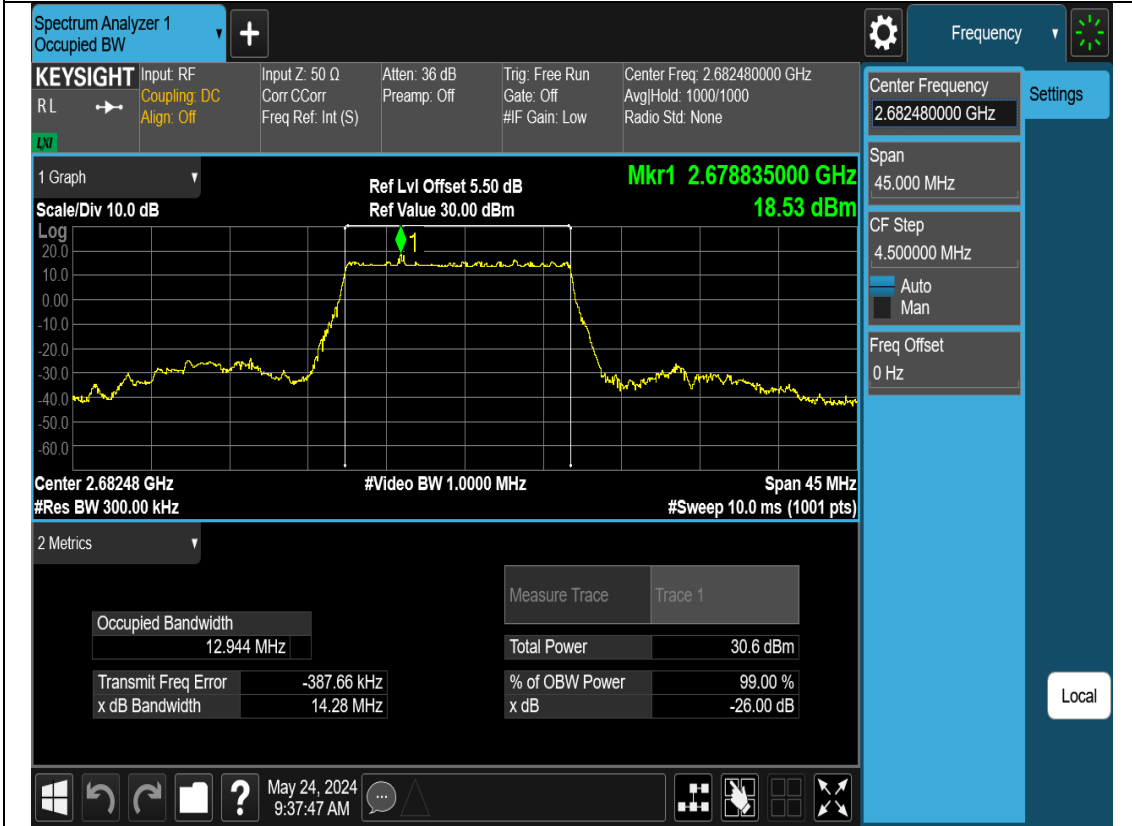 Spectrum Analyzer 1
Occupied BW
+
Frequency
KEYSIGHT
R L
LXI
Input: RF
Coupling: DC
Align: Off
Input Z: 50 Ω
Corr CCorr
Freq Ref: Int (S)
Atten: 36 dB
Preamp: Off
Trig: Free Run
Gate: Off
#IF Gain: Low
Center Freq: 2.682480000 GHz
Avg|Hold: 1000/1000
Radio Std: None
Center Frequency
2.682480000 GHz
Settings
Span
45.000 MHz
CF Step
4.500000 MHz
Auto
Man
Freq Offset
0 Hz
Local
1 Graph
Ref Lvl Offset 5.50 dB
Mkr1 2.678835000 GHz
Scale/Div 10.0 dB
Ref Value 30.00 dBm
18.53 dBm
Log
1
20.0
10.0
0.00
-10.0
-20.0
-30.0
-40.0
-50.0
-60.0
Center 2.68248 GHz
#Video BW 1.0000 MHz
Span 45 MHz
#Res BW 300.00 kHz
#Sweep 10.0 ms (1001 pts)
2 Metrics
Measure Trace
Trace 1
Occupied Bandwidth
12.944 MHz
Total Power
30.6 dBm
Transmit Freq Error
-387.66 kHz
% of OBW Power
99.00 %
x dB Bandwidth
14.28 MHz
x dB
-26.00 dB
?
May 24, 2024
9:37:47 AM